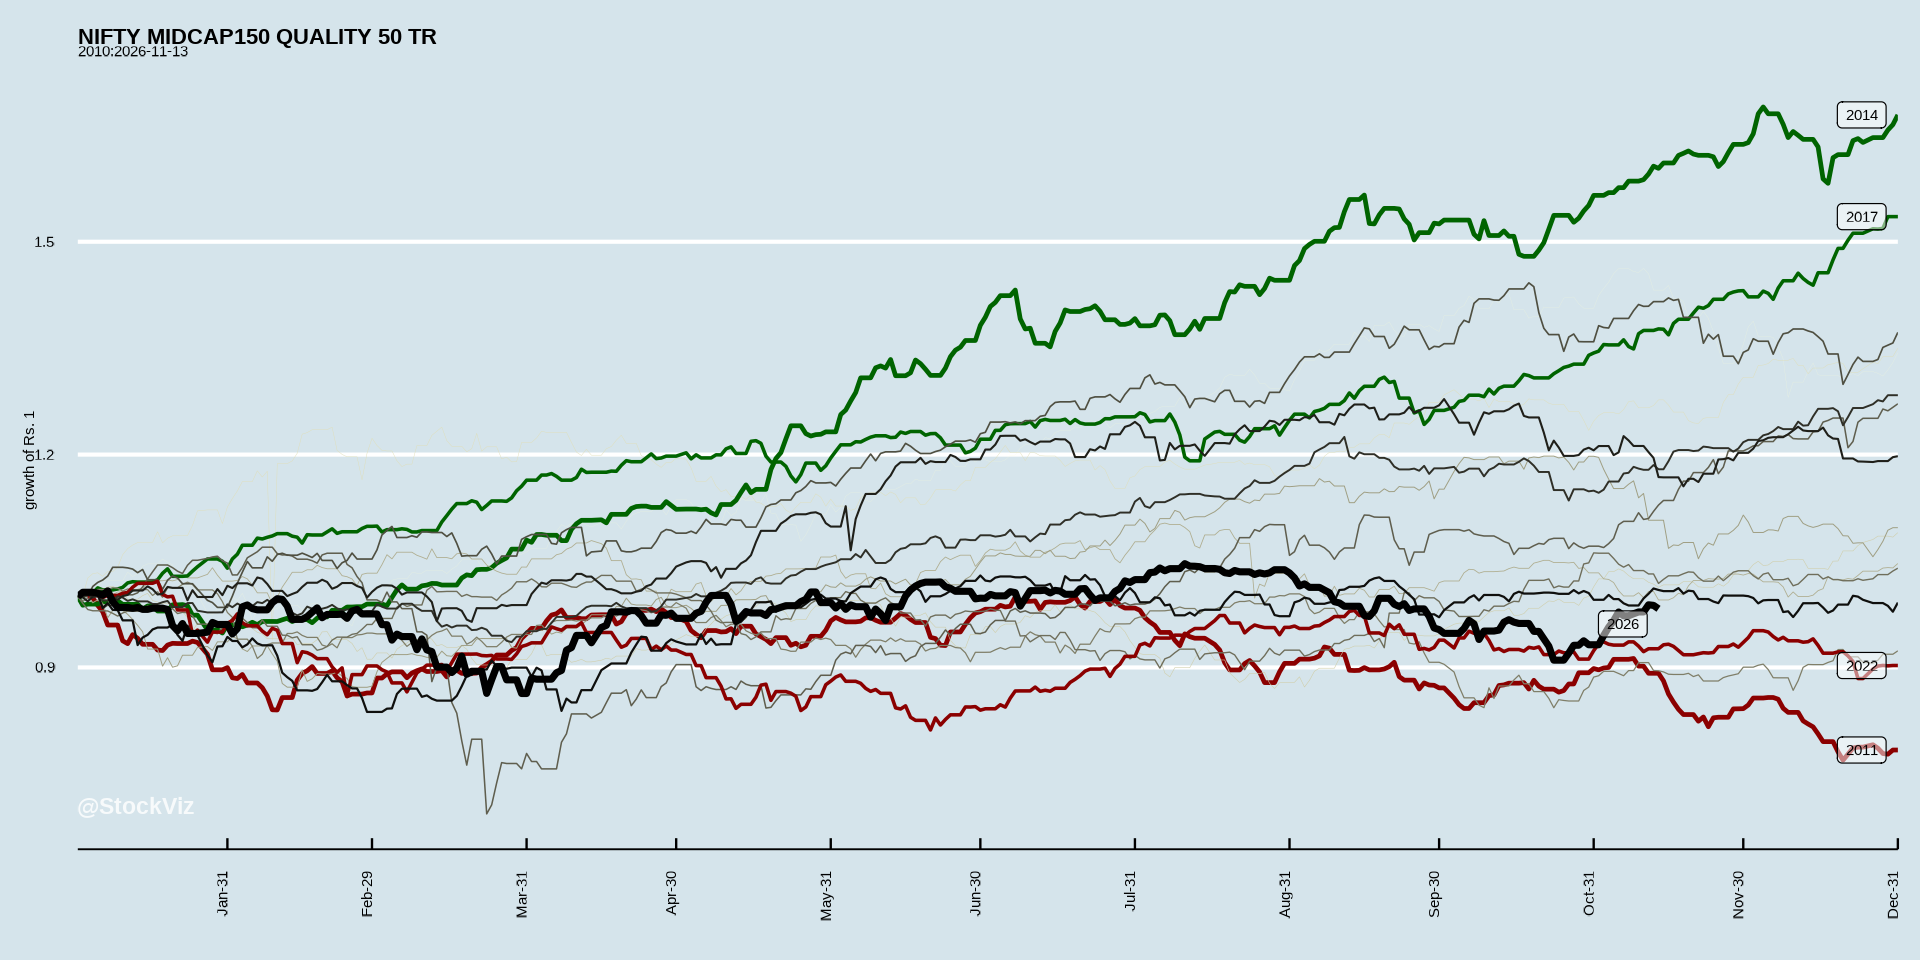 NIFTY MIDCAP150 QUALITY 50 TR
2010:2026-11-13
2014
2017
1.5
growth of Rs. 1
1.2
2026
0.9
2022
2011
@StockViz
Jan-31
Feb-29
Mar-31
Apr-30
May-31
Jun-30
Jul-31
Aug-31
Sep-30
Oct-31
Nov-30
Dec-31